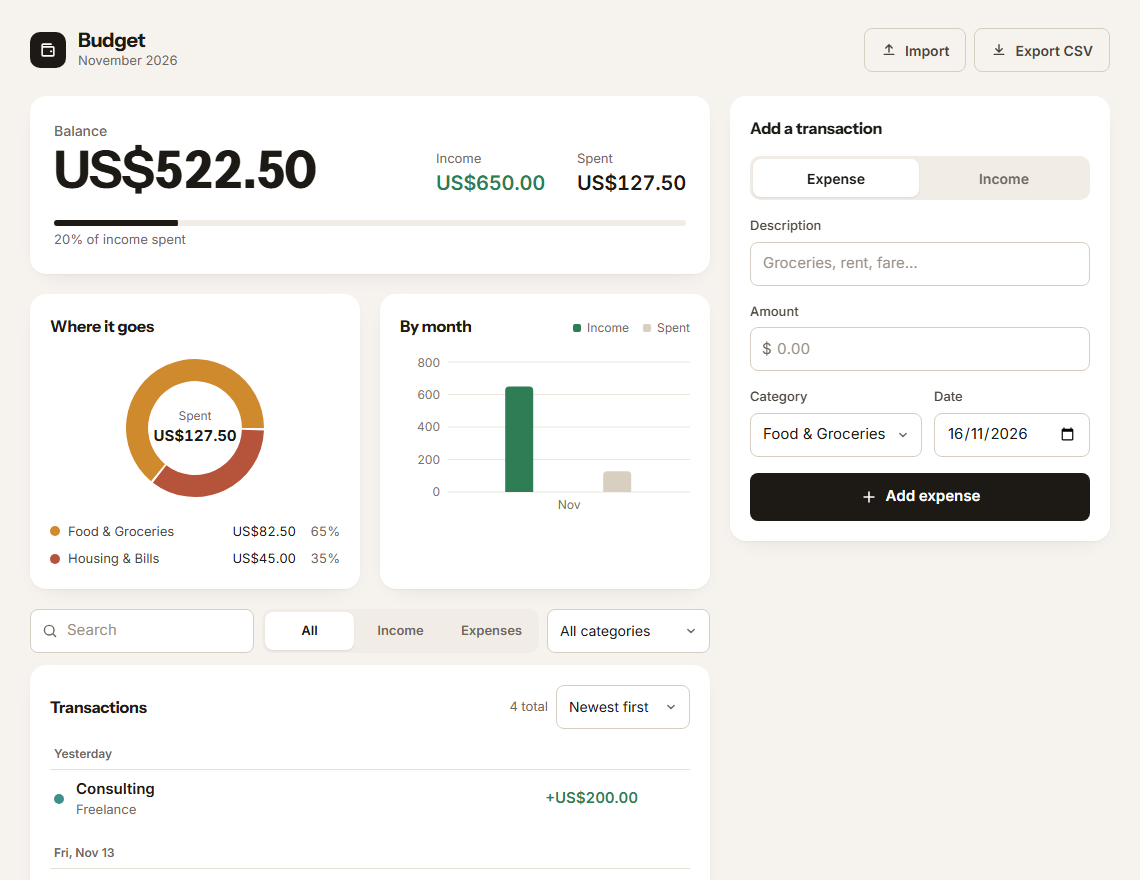 Budget
November 2026
Import
Export CSV
Balance
US$522.50
Income
US$650.00
Spent
US$127.50
20% of income spent
Where it goes
Spent
US$127.50
Food & Groceries US$82.50 65%
Housing & Bills US$45.00 35%
By month
Income
Spent
800
600
400
200
0
Nov
Search
All
Income
Expenses
All categories
Transactions
4 total
Newest first
Yesterday
Consulting
Freelance
+US$200.00
Fri, Nov 13
Add a transaction
Expense
Income
Description
Groceries, rent, fare…
Amount
$ 0.00
Category
Date
Food & Groceries
16/11/2026
Add expense